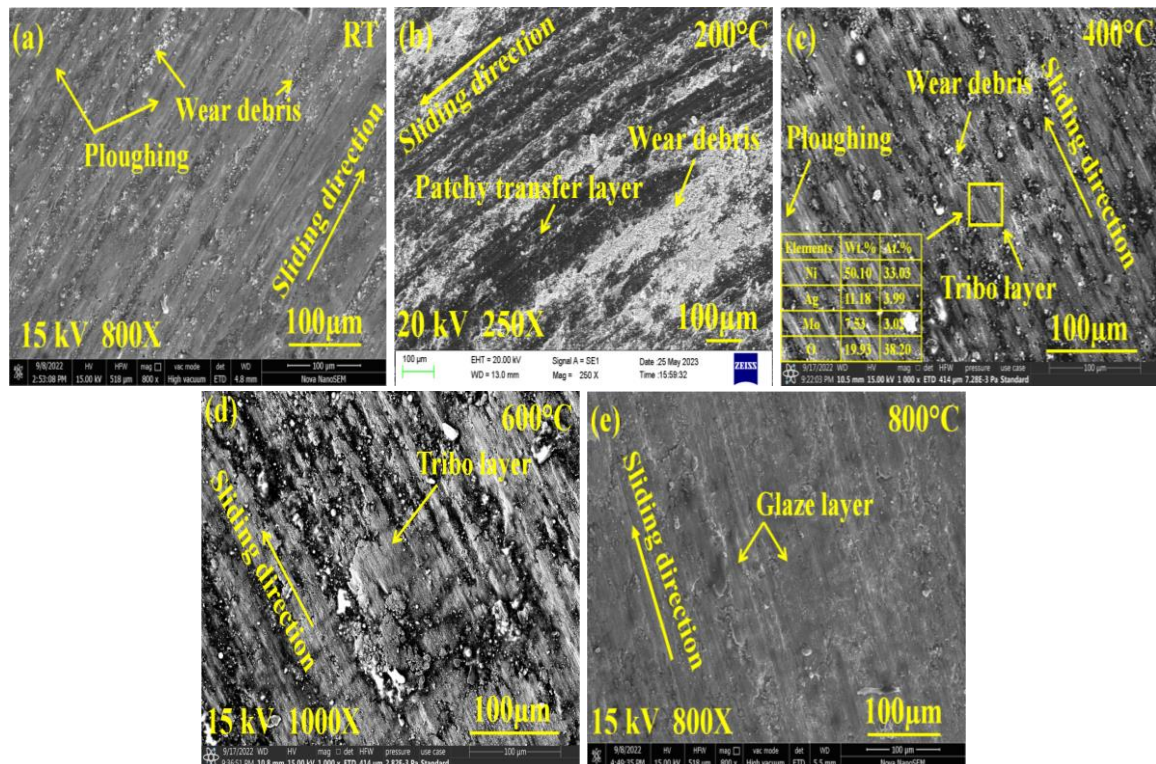 (a) RT
Wear debris
Ploughing
Sliding direction
100µm
15 kV 800X
9/8/2022 HV HFW mag □ vac mode det WD
2:53:08 PM 15.00 kV 518 µm 800 x High vacuum ETD 4.8 mm
100 µm
Nova NanoSEM
(b) 200°C
Sliding direction
Wear debris
Patchy transfer layer
20 kV 250X
100µm
100 µm
EHT = 20.00 kV Signal A = SE1 Date :25 May 2023
WD = 13.0 mm Mag = 250 X Time :15:59:32
ZEISS
(c) 400°C
Wear debris
Sliding direction
Ploughing
Elements Wt.% At.%
Ni 50.10 33.03
Ag 11.18 3.99
Mo 7.53
O 19.93 38.20
Tribo layer
100µm
9/17/2022 WD HV mag □ det HFW pressure use case
9:22:03 PM 10.5 mm 15.00 kV 1 000 x ETD 414 µm 7.28E-3 Pa Standard
100 µm
(d) 600°C
Tribo layer
Sliding direction
15 kV 1000X
100µm
9/17/2022 WD HV mag □ det HFW pressure use case
10.8 mm 15.00 kV 1 000 x ETD 414 µm Pa Standard
100 µm
(e) 800°C
Sliding direction
Glaze layer
15 kV 800X
100µm
9/8/2022 HV HFW mag □ vac mode det WD
15.00 kV 518 µm 800 x High vacuum ETD 5.5 mm
100 µm
Nova NanoSEM